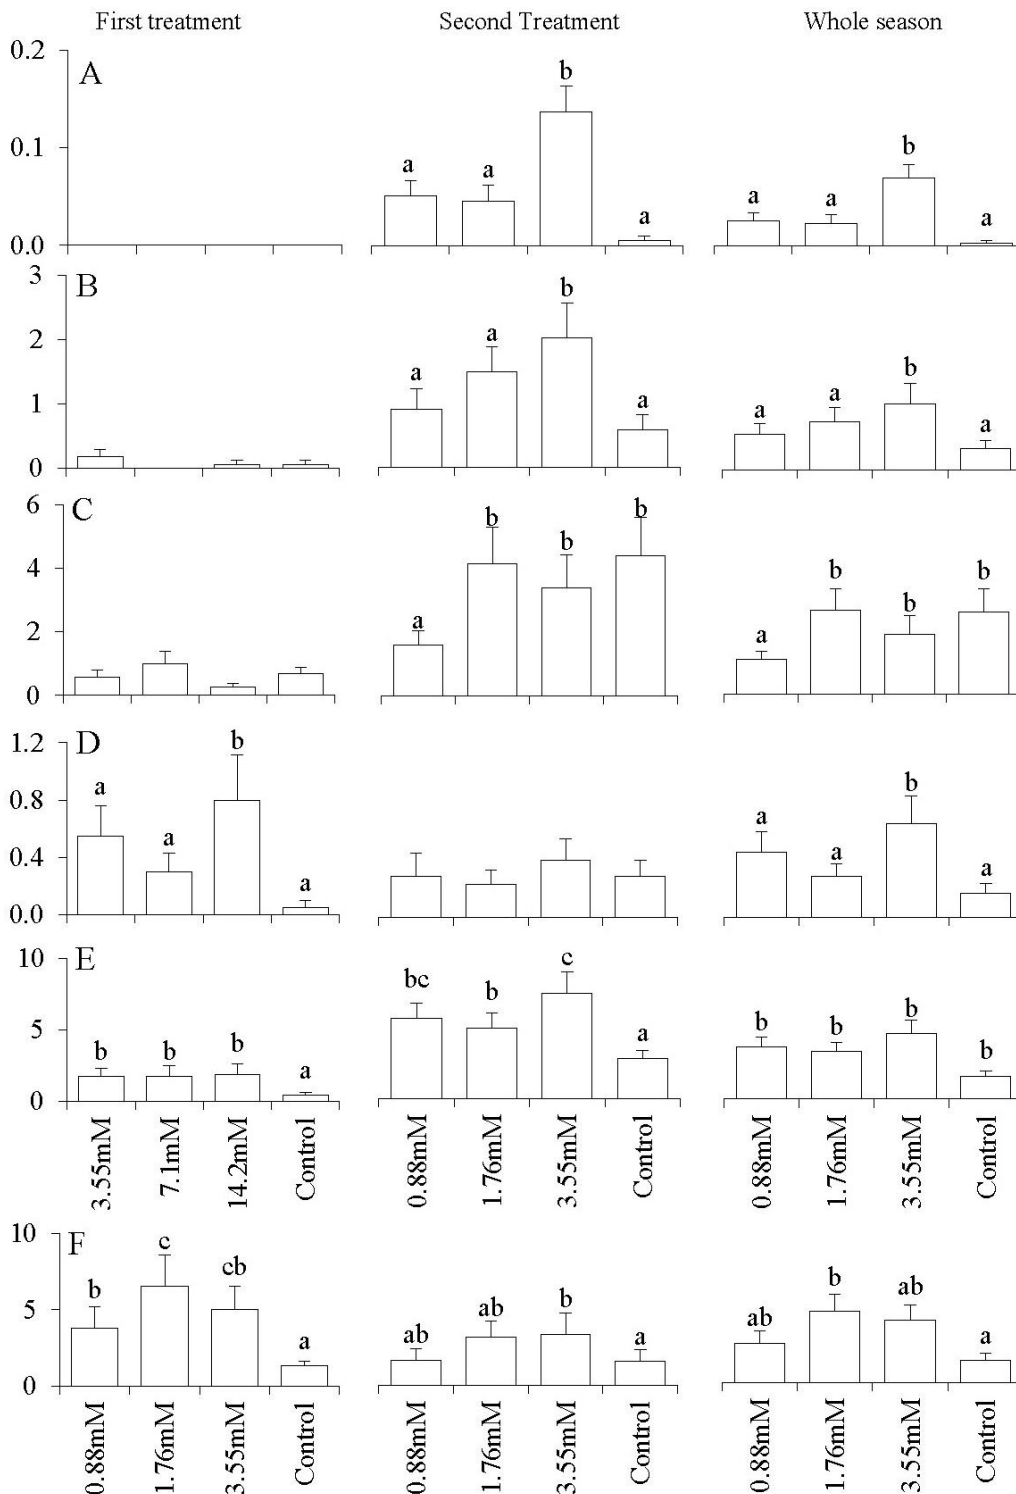 First treatment Second Treatment Whole season
0.2 A b
0.1 a a b
a a a a
0.0
3 B b
2 a
a a b
1 a a a
0
6 C b b
4 b b b
b
2 a a
0
1.2 D b
0.8 a b
a a a
0.4 a a
0.0
10 E bc b c
5 b b b a a b b b b
0
3.55mM 7.1mM 14.2mM Control 0.88mM 1.76mM 3.55mM Control 0.88mM 1.76mM 3.55mM Control
10 F c
cb
b b ab
5 ab b ab
a ab a a
0
0.88mM 1.76mM 3.55mM Control 0.88mM 1.76mM 3.55mM Control 0.88mM 1.76mM 3.55mM Control